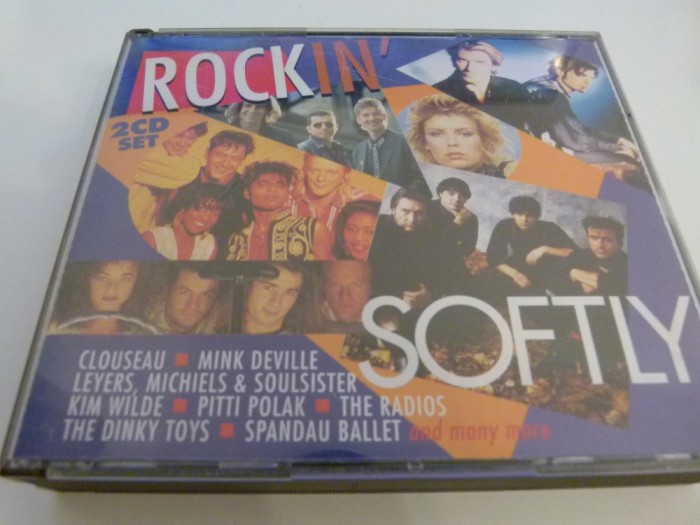 ROCKIN'
2CD
SET
SOFTLY
CLOUSEAU ■ MINK DEVILLE
LEYERS, MICHIELS & SOULSISTER
KIM WILDE ■ PITTI POLAK ■ THE RADIOS
THE DINKY TOYS ■ SPANDAU BALLET and many more